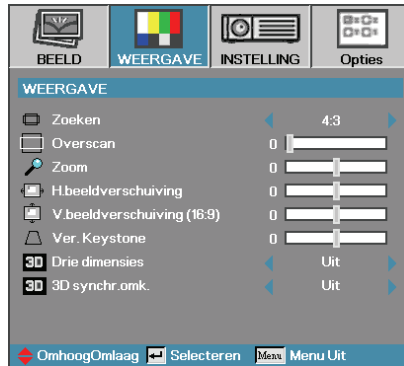 BEELD WEERGAVE INSTELLING Opties
WEERGAVE
Zoeken 4:3
Overscan 0
Zoom 0
H.beeldverschuiving 0
V.beeldverschuiving (16:9) 0
Ver. Keystone 0
3D Drie dimensies Uit
3D 3D synchr.omk. Uit
OmhoogOmlaag Selecteren Menu Menu Uit